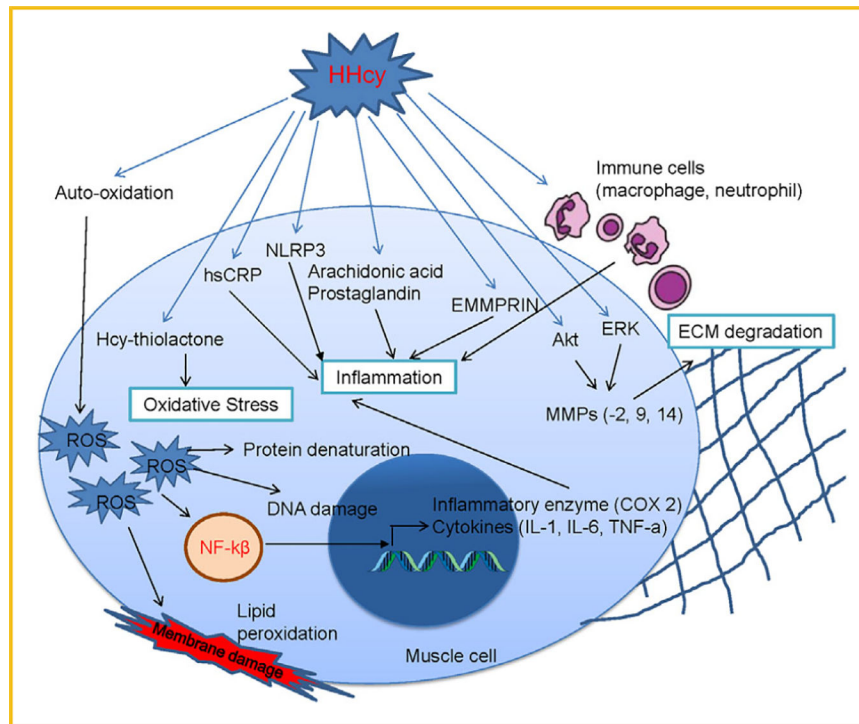 HHcy
Immune cells
(macrophage, neutrophil)
Auto-oxidation
NLRP3
hsCRP
Arachidonic acid
Prostaglandin
EMMPRIN
Hcy-thiolactone
Akt
ERK
ECM degradation
Inflammation
Oxidative Stress
MMPs (-2, 9, 14)
ROS
ROS
ROS
Protein denaturation
DNA damage
Inflammatory enzyme (COX 2)
Cytokines (IL-1, IL-6, TNF-a)
NF-kβ
Lipid
peroxidation
Membrane damage
Muscle cell